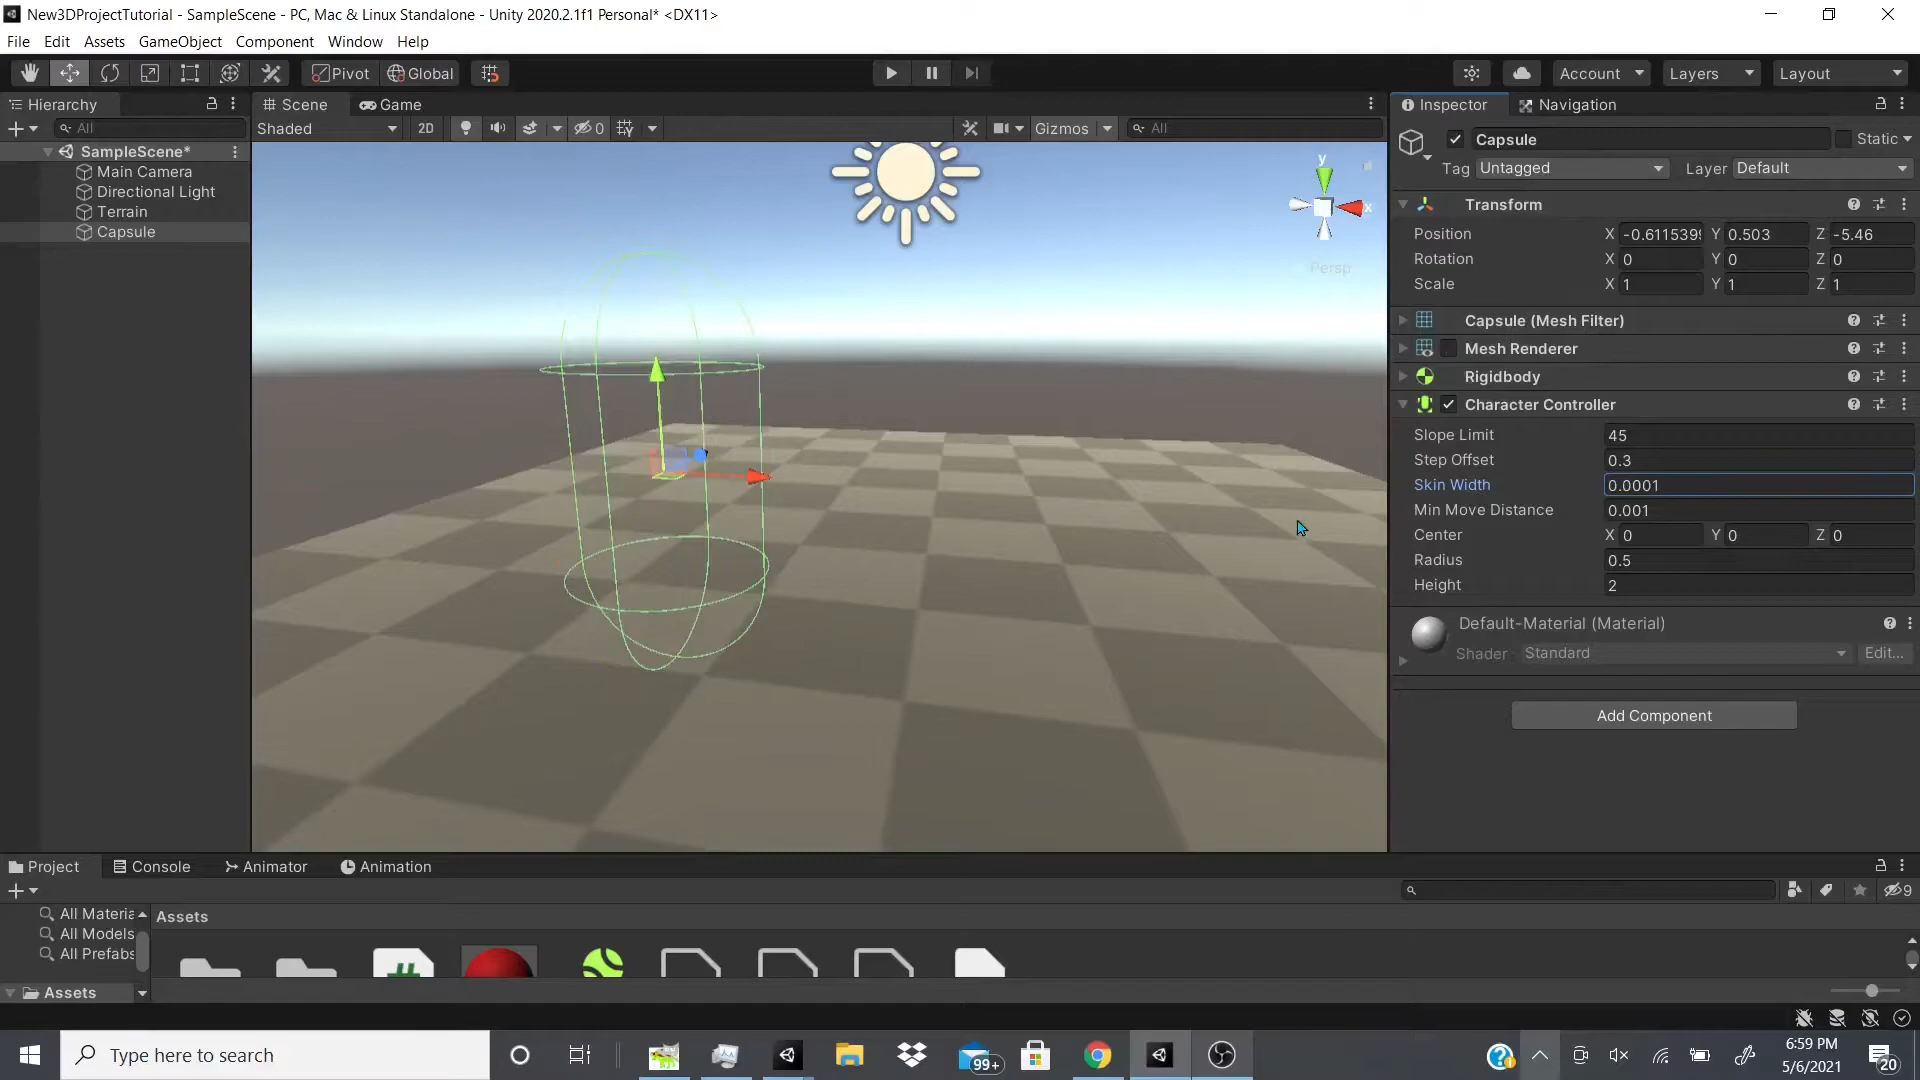 New3DProjectTutorial - SampleScene - PC, Mac & Linux Standalone - Unity 2020.2.1f1 Personal* <DX11>
File Edit Assets GameObject Component Window Help
Pivot Global Account Layers Layout
Hierarchy
All
SampleScene*
Main Camera
Directional Light
Terrain
Capsule
Scene Game
Shaded 2D 0 Gizmos All
y
x
Persp
Inspector Navigation
Capsule Static
Tag Untagged Layer Default
Transform
Position X -0.6115399 Y 0.503 Z -5.46
Rotation X 0 Y 0 Z 0
Scale X 1 Y 1 Z 1
Capsule (Mesh Filter)
Mesh Renderer
Rigidbody
Character Controller
Slope Limit 45
Step Offset 0.3
Skin Width 0.0001
Min Move Distance 0.001
Center X 0 Y 0 Z 0
Radius 0.5
Height 2
Default-Material (Material)
Shader Standard Edit...
Add Component
Project Console Animator Animation
9
All Materia
All Models
All Prefabs
Assets
Assets
Type here to search
99+
6:59 PM
5/6/2021
20